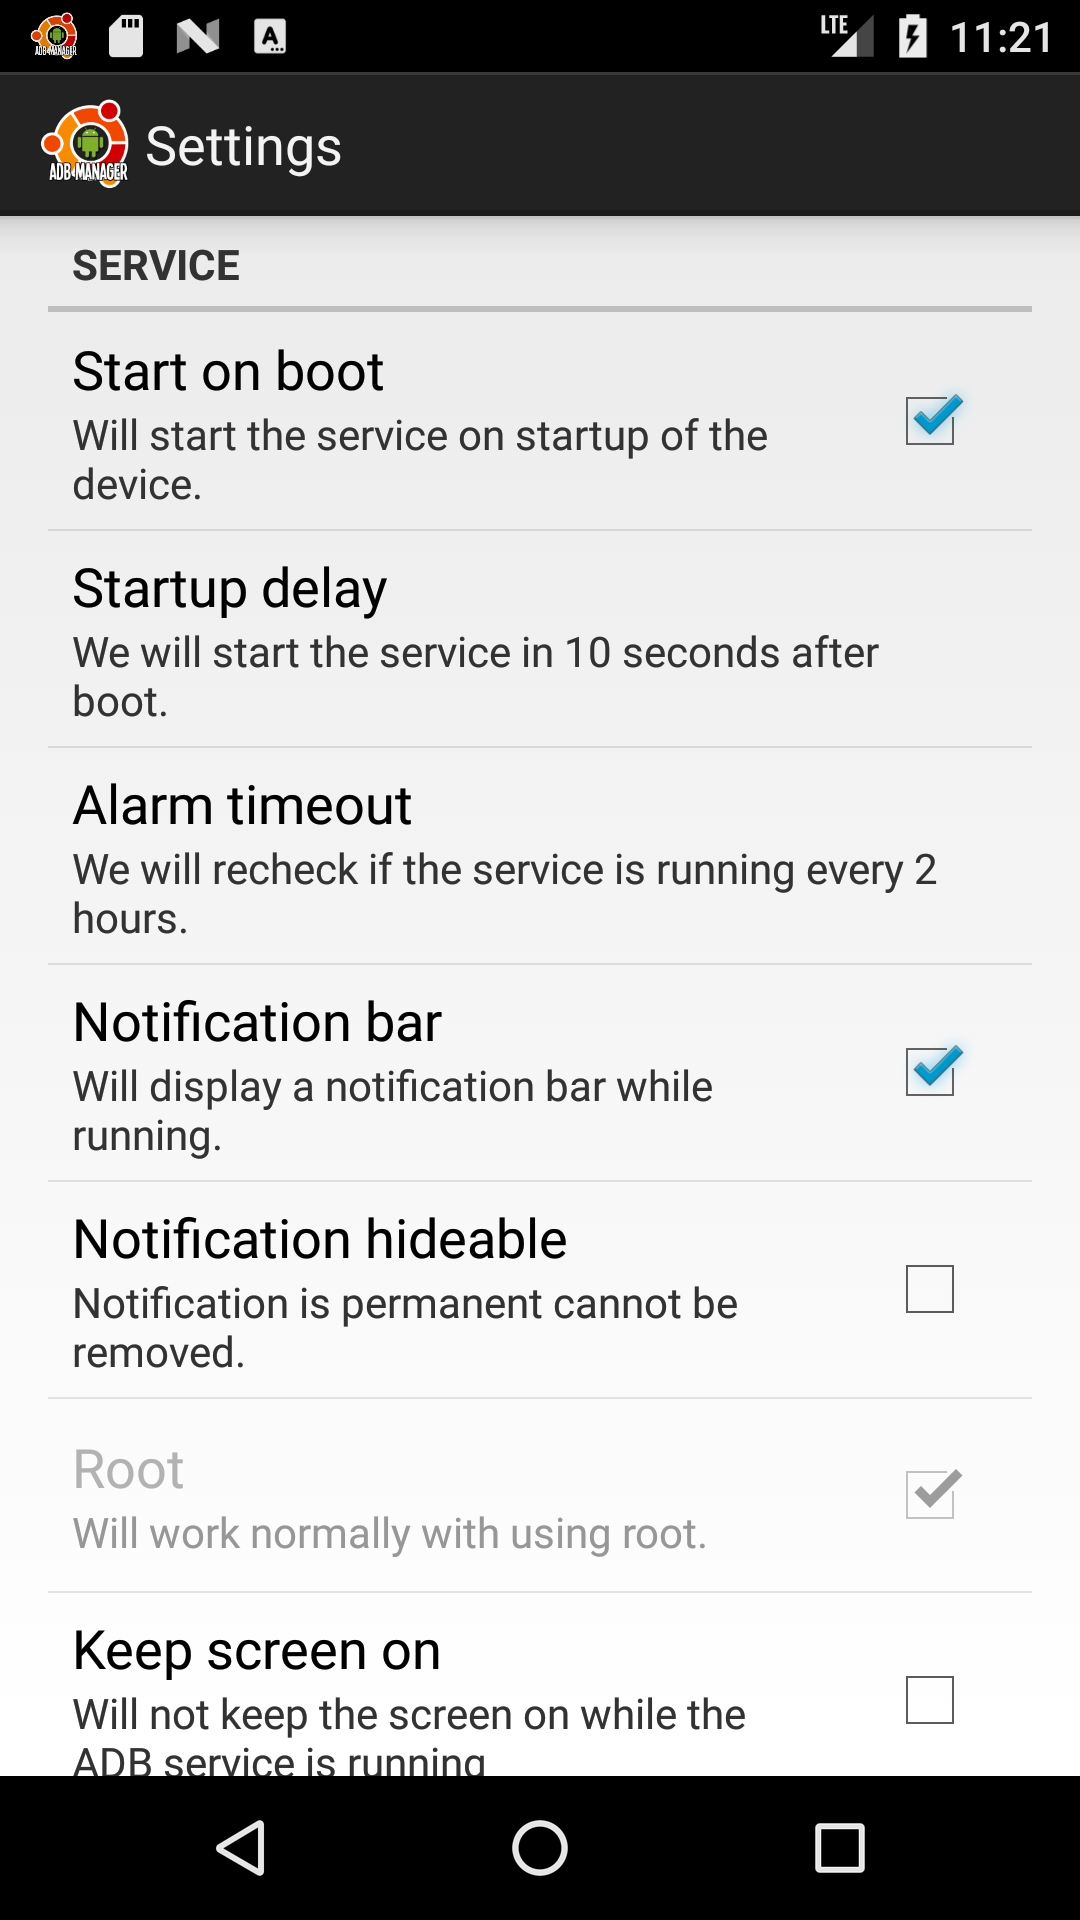 ADB MANAGER
A
LTE
11:21
ADB MANAGER
Settings
SERVICE
Start on boot
Will start the service on startup of the
device.
Startup delay
We will start the service in 10 seconds after
boot.
Alarm timeout
We will recheck if the service is running every 2
hours.
Notification bar
Will display a notification bar while
running.
Notification hideable
Notification is permanent cannot be
removed.
Root
Will work normally with using root.
Keep screen on
Will not keep the screen on while the
ADB service is running